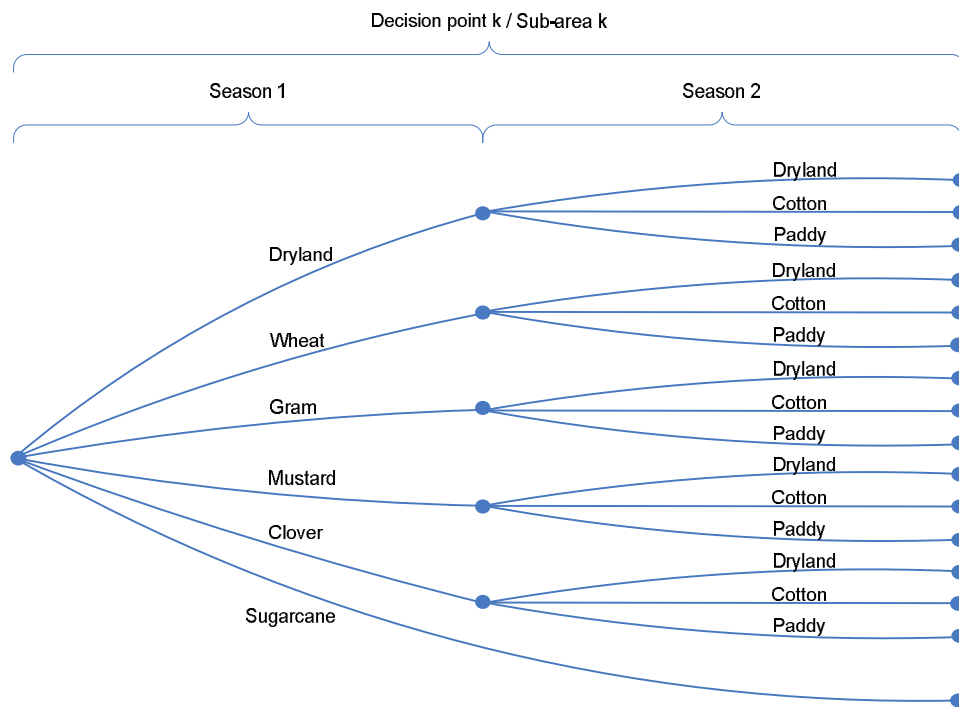 Decision point k / Sub-area k
Season 1
Season 2
Dryland
Cotton
Paddy
Dryland
Dryland
Cotton
Paddy
Wheat
Dryland
Cotton
Paddy
Gram
Dryland
Cotton
Paddy
Mustard
Dryland
Cotton
Paddy
Clover
Sugarcane